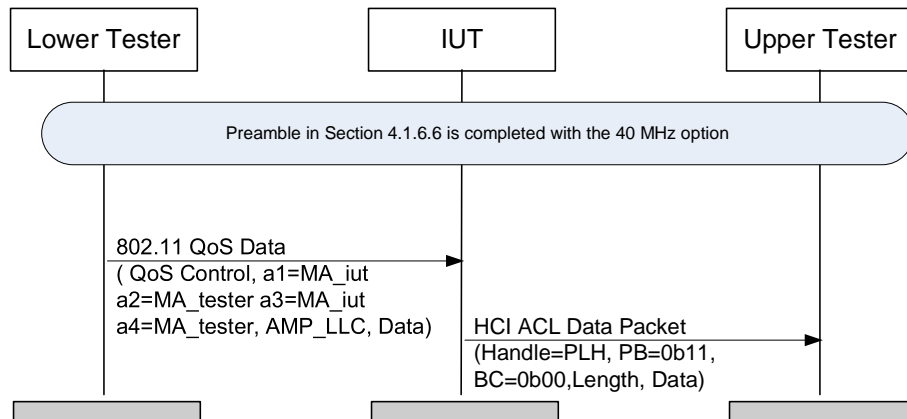 Lower Tester
IUT
Upper Tester
Preamble in Section 4.1.6.6 is completed with the 40 MHz option
802.11 QoS Data
( QoS Control, a1=MA_iut
a2=MA_tester a3=MA_iut
a4=MA_tester, AMP_LLC, Data)
HCI ACL Data Packet
(Handle=PLH, PB=0b11,
BC=0b00,Length, Data)